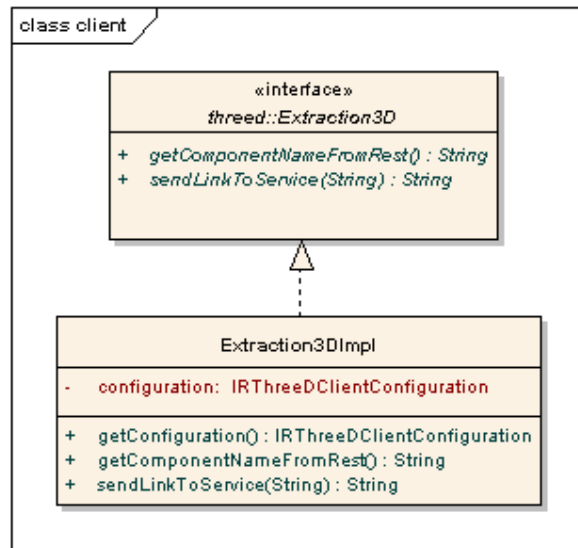 class client
«interface»
threed::Extraction3D
+ getComponentNameFromRest() : String
+ sendLinkToService(String) : String
Extraction3DImpl
- configuration: IRThreeDClientConfiguration
+ getConfiguration() : IRThreeDClientConfiguration
+ getComponentNameFromRest() : String
+ sendLinkToService(String) : String